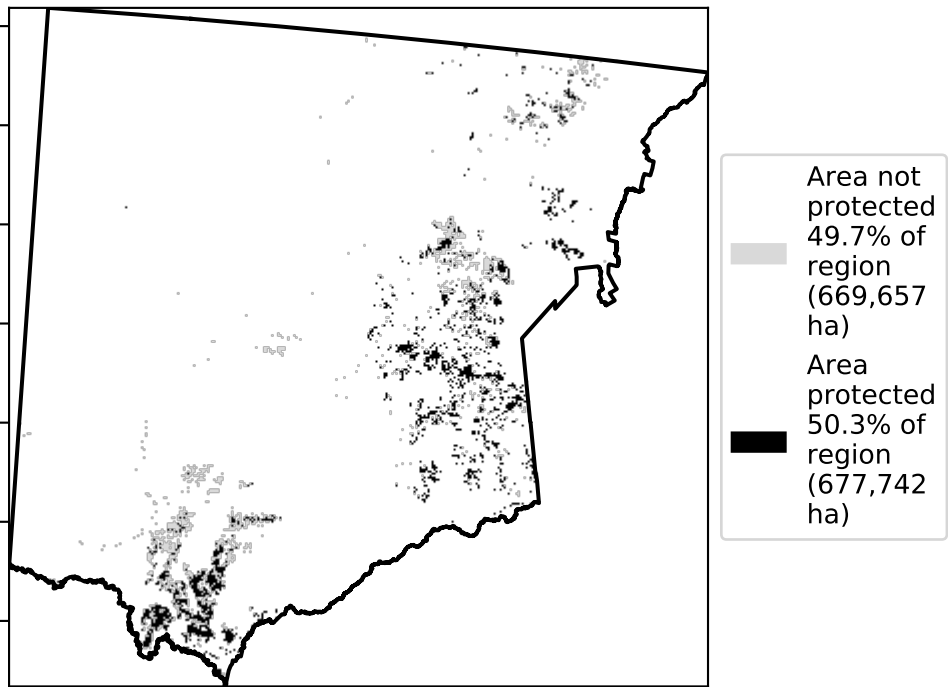 Area not
protected
49.7% of
region
(669,657
ha)
Area
protected
50.3% of
region
(677,742
ha)